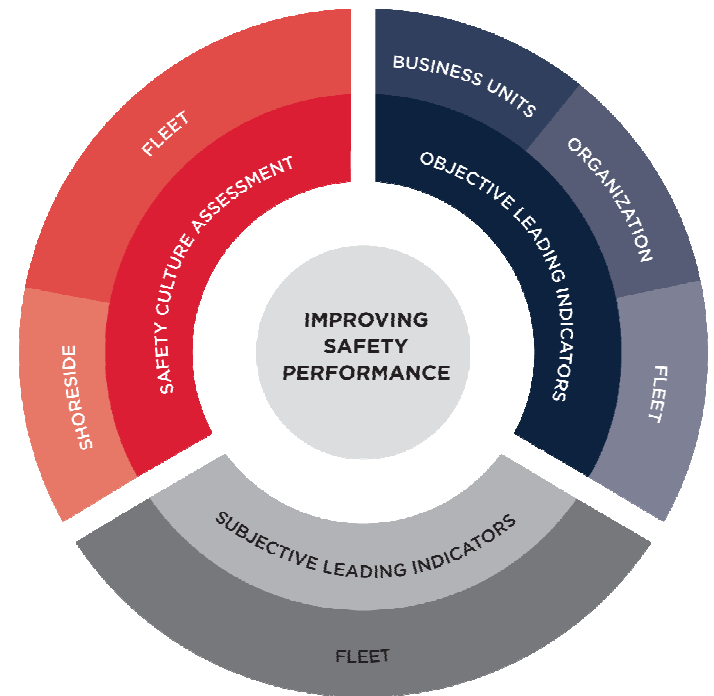 FLEET
SHORESIDE
SAFETY CULTURE ASSESSMENT
BUSINESS UNITS
ORGANIZATION
FLEET
OBJECTIVE LEADING INDICATORS
IMPROVING
SAFETY
PERFORMANCE
SUBJECTIVE LEADING INDICATORS
FLEET